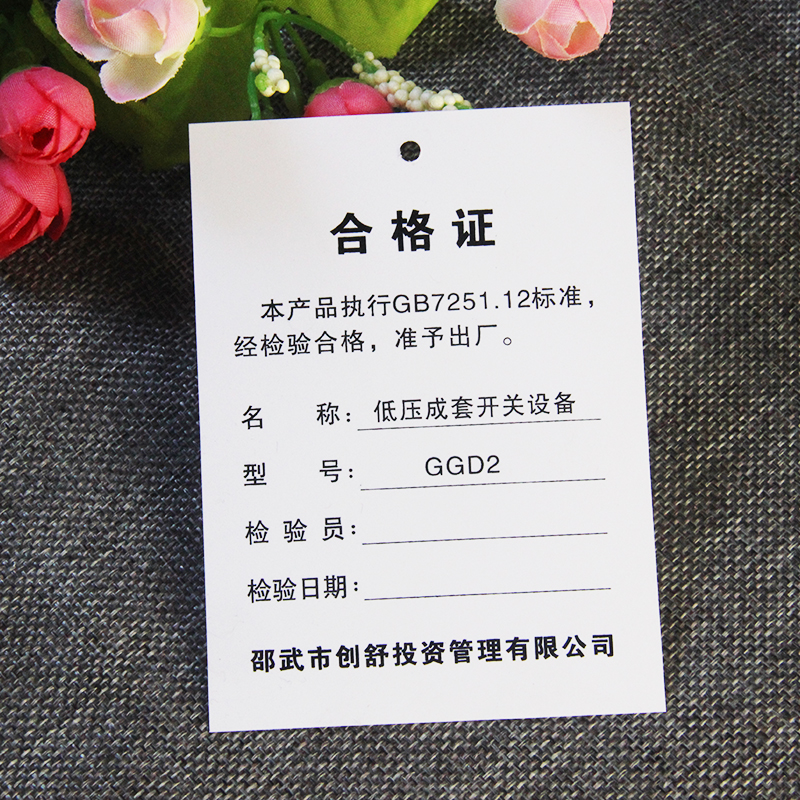 合格证
本产品执行GB7251.12标准，
经检验合格，准予出厂。
名 称：低压成套开关设备
型 号：GGD2
检验员：
检验日期：
邵武市创舒投资管理有限公司